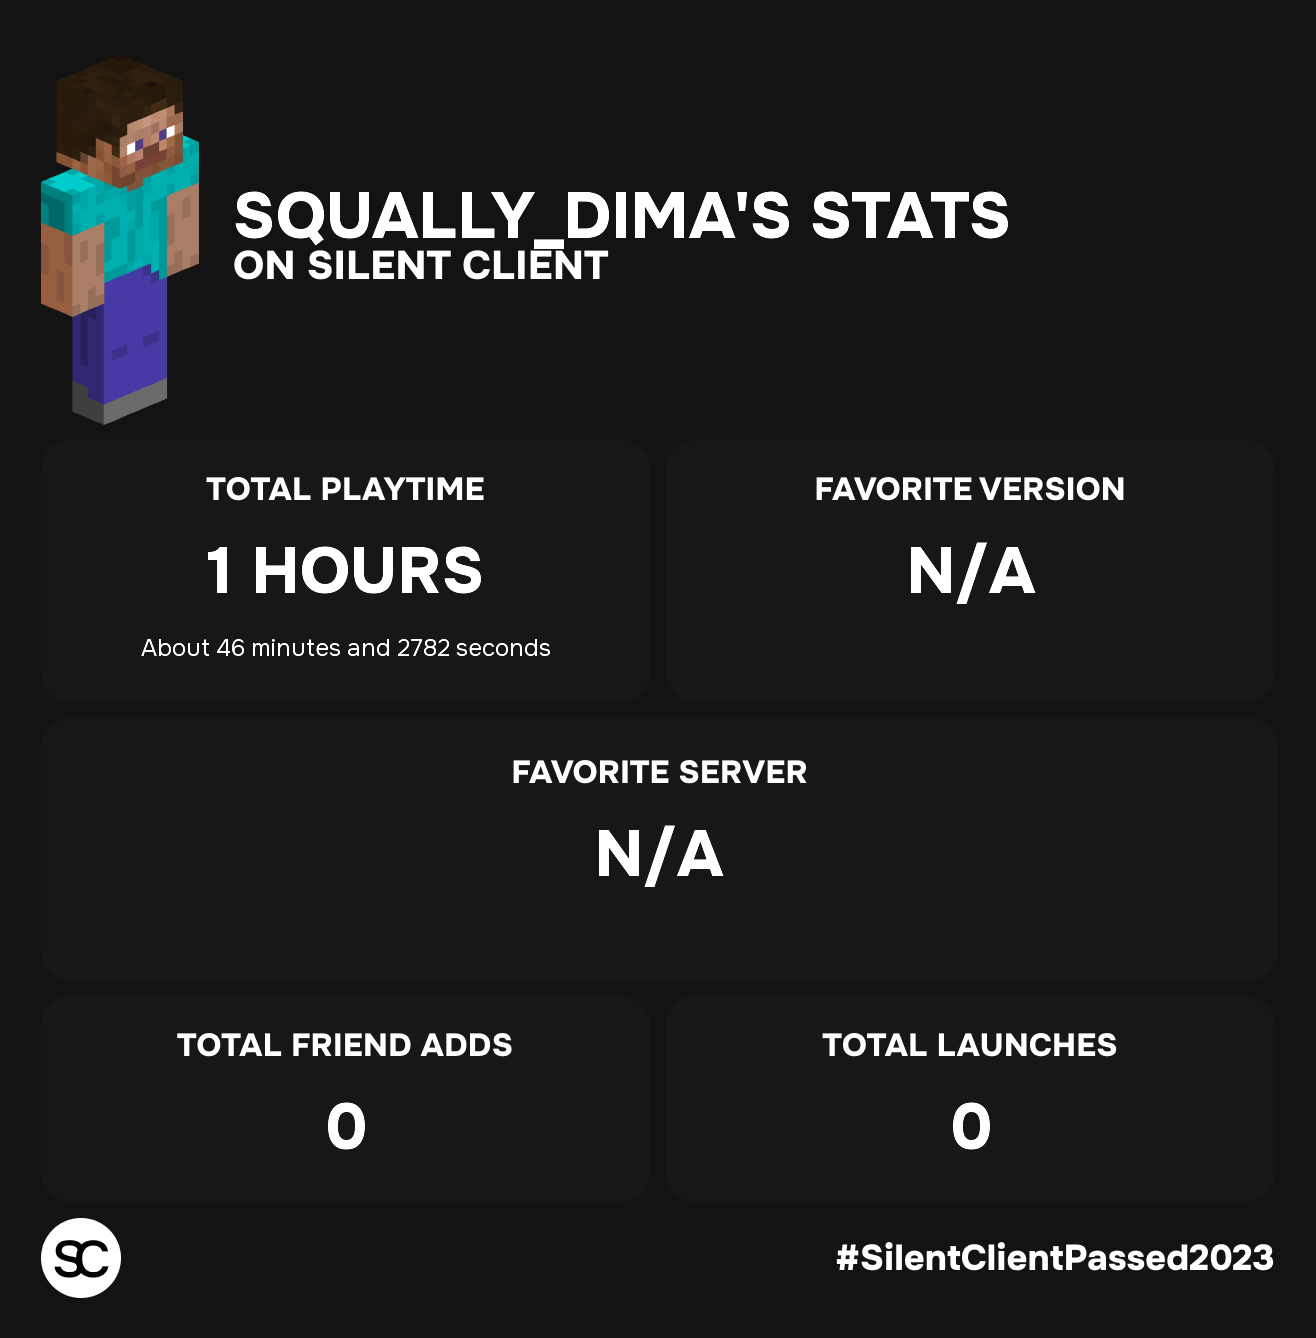 SQUALLY_DIMA'S STATS
ON SILENT CLIENT
TOTAL PLAYTIME
1 HOURS
About 46 minutes and 2782 seconds
FAVORITE VERSION
N/A
FAVORITE SERVER
N/A
TOTAL FRIEND ADDS
0
TOTAL LAUNCHES
0
SC
#SilentClientPassed2023